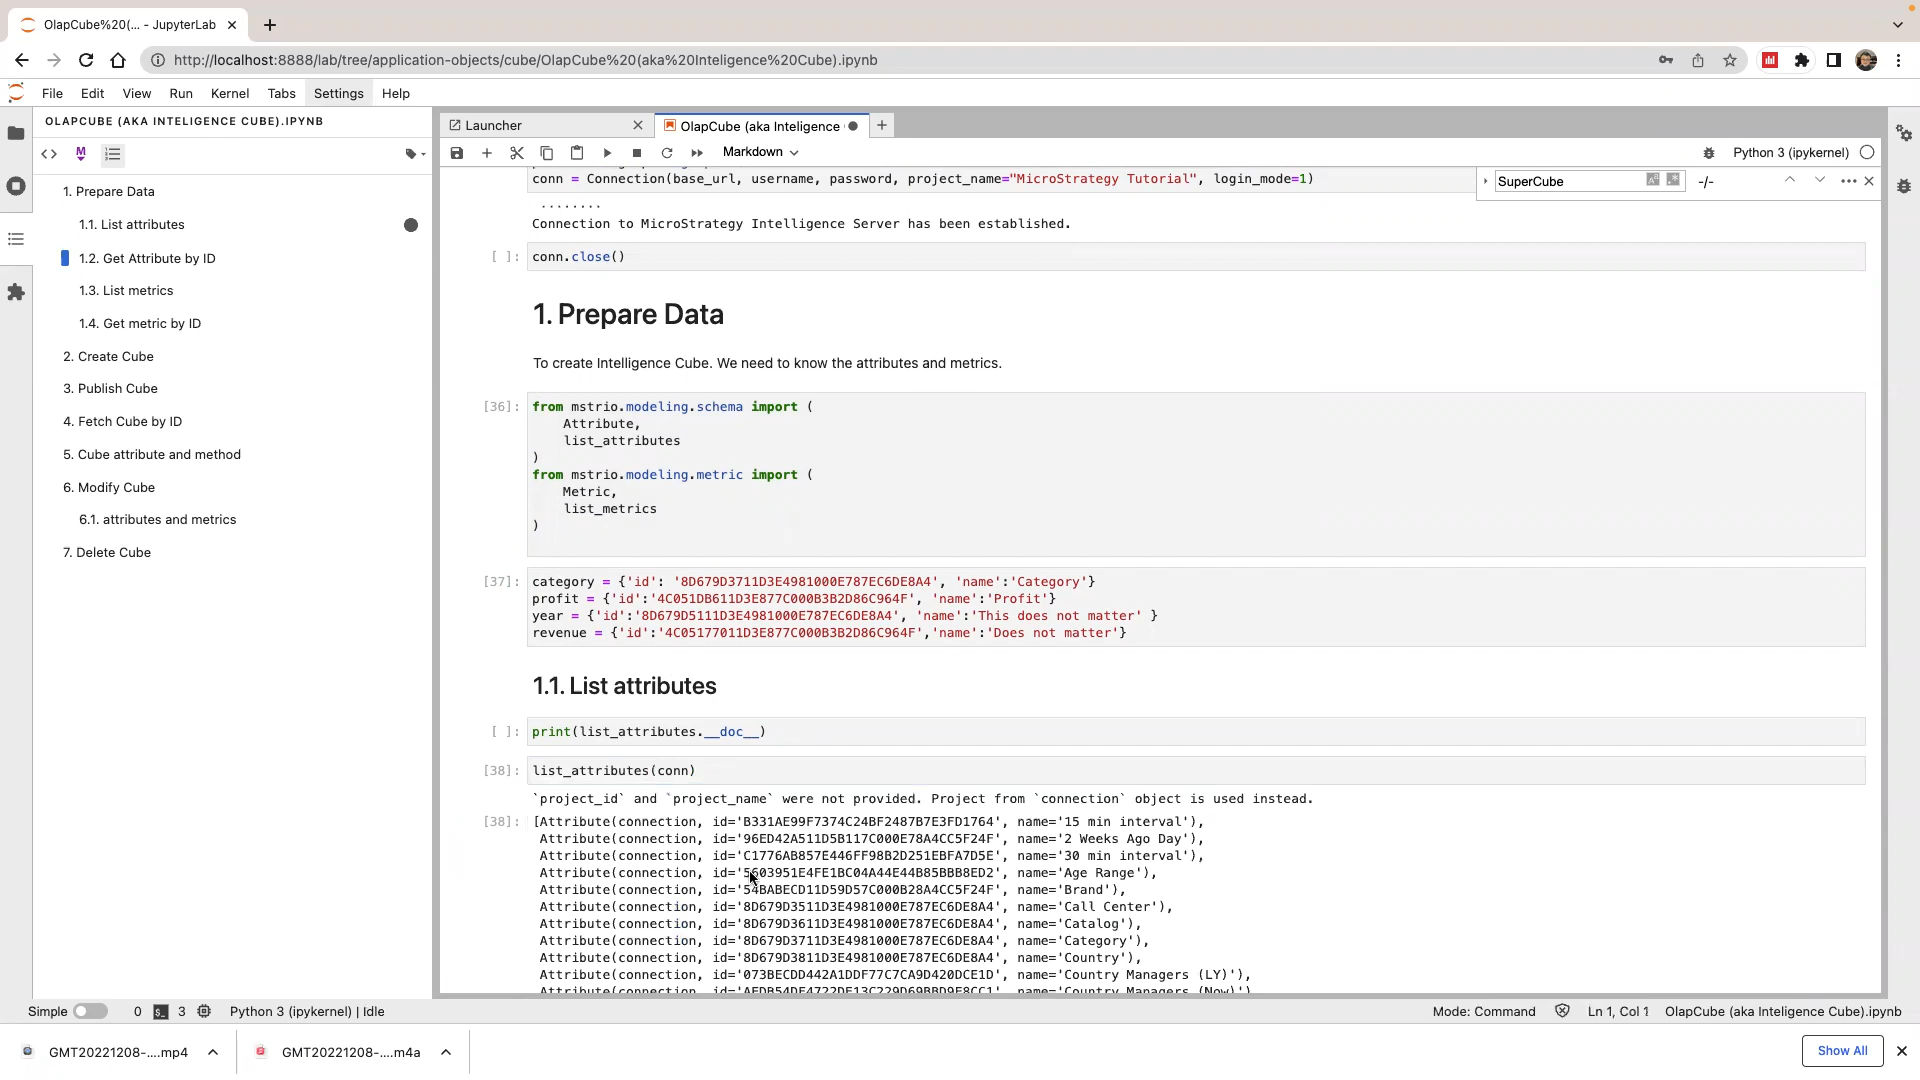 OlapCube%20(... - JupyterLab
http://localhost:8888/lab/tree/application-objects/cube/OlapCube%20(aka%20Inteligence%20Cube).ipynb
File Edit View Run Kernel Tabs Settings Help
OLAPCUBE (AKA INTELIGENCE CUBE).IPYNB
1. Prepare Data
1.1. List attributes
1.2. Get Attribute by ID
1.3. List metrics
1.4. Get metric by ID
2. Create Cube
3. Publish Cube
4. Fetch Cube by ID
5. Cube attribute and method
6. Modify Cube
6.1. attributes and metrics
7. Delete Cube
Launcher
OlapCube (aka Inteligence
Markdown
Python 3 (ipykernel)
SuperCube
-/-
conn = Connection(base_url, username, password, project_name="MicroStrategy Tutorial", login_mode=1)
........
Connection to MicroStrategy Intelligence Server has been established.
[ ]: conn.close()
1. Prepare Data
To create Intelligence Cube. We need to know the attributes and metrics.
[36]: from mstrio.modeling.schema import (
Attribute,
list_attributes
)
from mstrio.modeling.metric import (
Metric,
list_metrics
)
[37]: category = {'id': '8D679D3711D3E4981000E787EC6DE8A4', 'name':'Category'}
profit = {'id':'4C051DB611D3E877C000B3B2D86C964F', 'name':'Profit'}
year = {'id':'8D679D5111D3E4981000E787EC6DE8A4', 'name':'This does not matter' }
revenue = {'id':'4C05177011D3E877C000B3B2D86C964F','name':'Does not matter'}
1.1. List attributes
[ ]: print(list_attributes.__doc__)
[38]: list_attributes(conn)
`project_id` and `project_name` were not provided. Project from `connection` object is used instead.
[38]: [Attribute(connection, id='B331AE99F7374C24BF2487B7E3FD1764', name='15 min interval'),
Attribute(connection, id='96ED42A511D5B117C000E78A4CC5F24F', name='2 Weeks Ago Day'),
Attribute(connection, id='C1776AB857E446FF98B2D251EBFA7D5E', name='30 min interval'),
Attribute(connection, id='5603951E4FE1BC04A44E44B85BBB8ED2', name='Age Range'),
Attribute(connection, id='54BABECD11D59D57C000B28A4CC5F24F', name='Brand'),
Attribute(connection, id='8D679D3511D3E4981000E787EC6DE8A4', name='Call Center'),
Attribute(connection, id='8D679D3611D3E4981000E787EC6DE8A4', name='Catalog'),
Attribute(connection, id='8D679D3711D3E4981000E787EC6DE8A4', name='Category'),
Attribute(connection, id='8D679D3811D3E4981000E787EC6DE8A4', name='Country'),
Attribute(connection, id='073BECDD442A1DDF77C7CA9D420DCE1D', name='Country Managers (LY)'),
Attribute(connection, id='AEDB54DE4722DE13C229D69BBD9E8CC1', name='Country Managers (Now)')
Simple 0 3 Python 3 (ipykernel) | Idle Mode: Command Ln 1, Col 1 OlapCube (aka Inteligence Cube).ipynb
GMT20221208-....mp4 GMT20221208-....m4a Show All